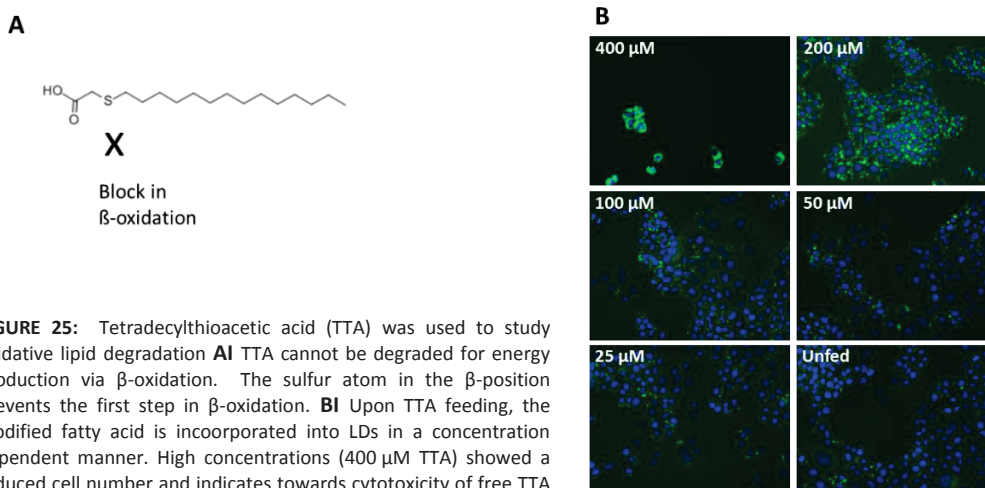 A
B
HO
S
O
X
Block in
ß-oxidation
400 µM
200 µM
100 µM
50 µM
25 µM
Unfed
GURE 25: Tetradecylthioacetic acid (TTA) was used to study
idative lipid degradation AI TTA cannot be degraded for energy
oduction via β-oxidation. The sulfur atom in the β-position
events the first step in β-oxidation. BI Upon TTA feeding, the
odified fatty acid is incoorporated into LDs in a concentration
pendent manner. High concentrations (400 µM TTA) showed a
duced cell number and indicates towards cytotoxicity of free TTA